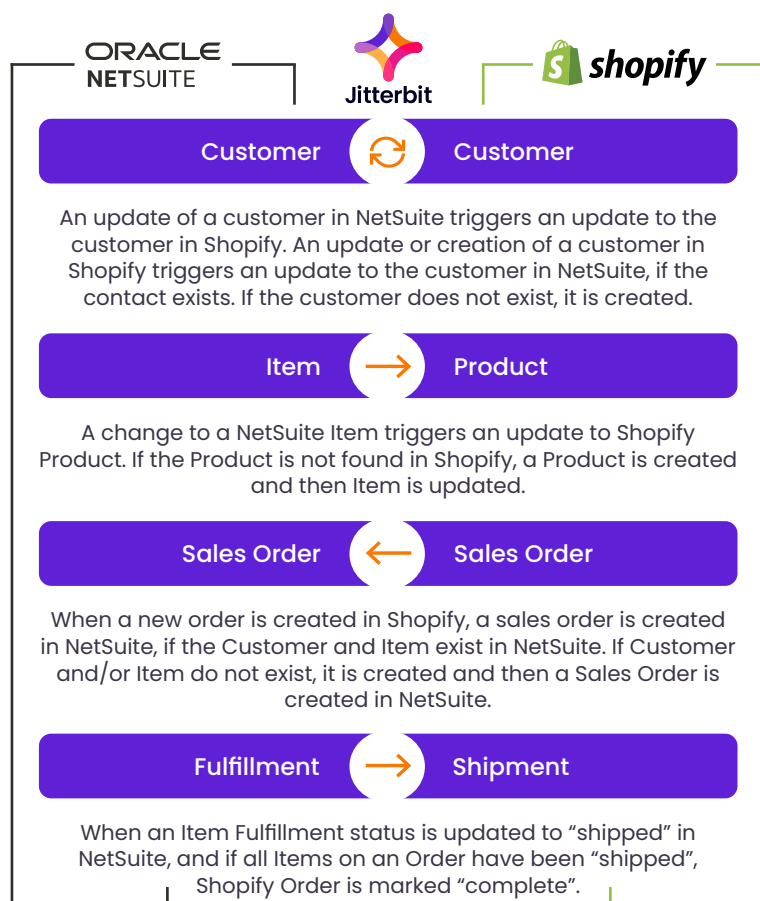 ORACLE
NETSUITE
Jitterbit
shopify
Customer Customer
An update of a customer in NetSuite triggers an update to the
customer in Shopify. An update or creation of a customer in
Shopify triggers an update to the customer in NetSuite, if the
contact exists. If the customer does not exist, it is created.
Item Product
A change to a NetSuite Item triggers an update to Shopify
Product. If the Product is not found in Shopify, a Product is created
and then Item is updated.
Sales Order Sales Order
When a new order is created in Shopify, a sales order is created
in NetSuite, if the Customer and Item exist in NetSuite. If Customer
and/or Item do not exist, it is created and then a Sales Order is
created in NetSuite.
Fulfillment Shipment
When an Item Fulfillment status is updated to “shipped” in
NetSuite, and if all Items on an Order have been “shipped”,
Shopify Order is marked “complete”.